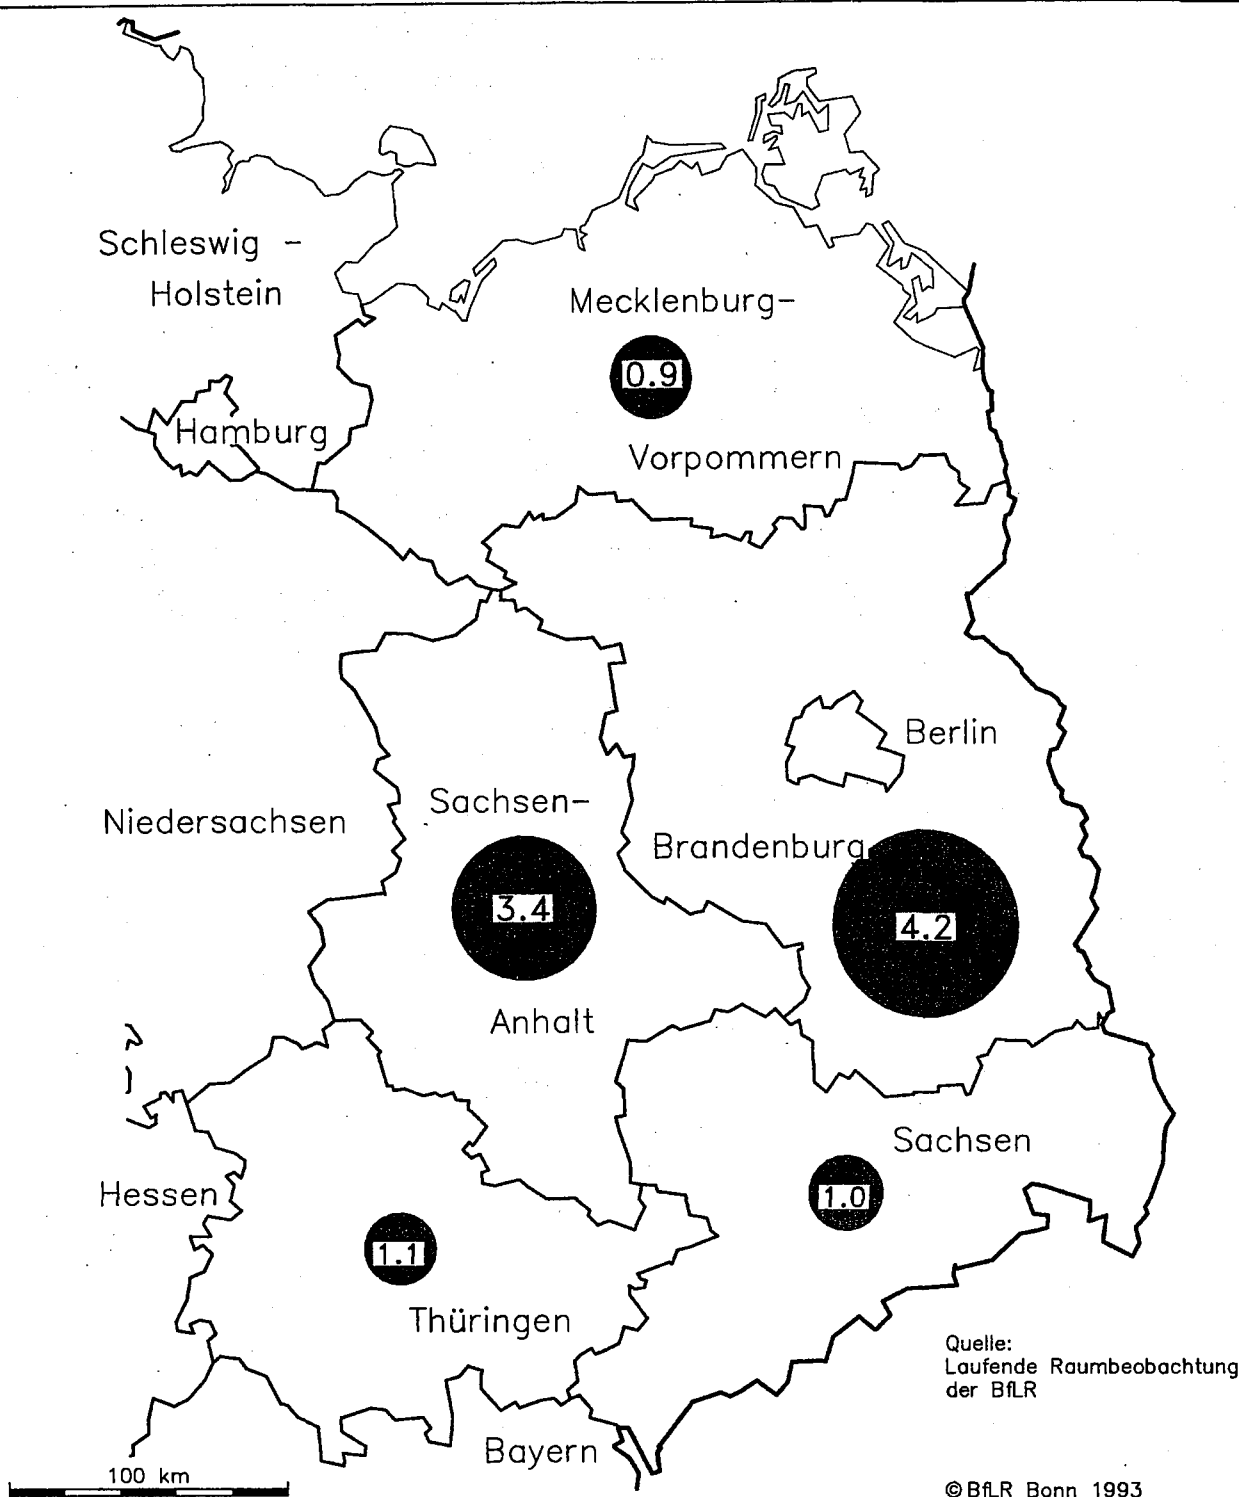 Schleswig -
Holstein
Mecklenburg-
0.9
Hamburg
Vorpommern
Berlin
Sachsen-
Niedersachsen
Brandenburg
3.4
4.2
Anhalt
Sachsen
Hessen
1.0
1.1
Thüringen
Quelle:
Laufende Raumbeobachtung
der BfLR
Bayern
100 km
© BfLR Bonn 1993